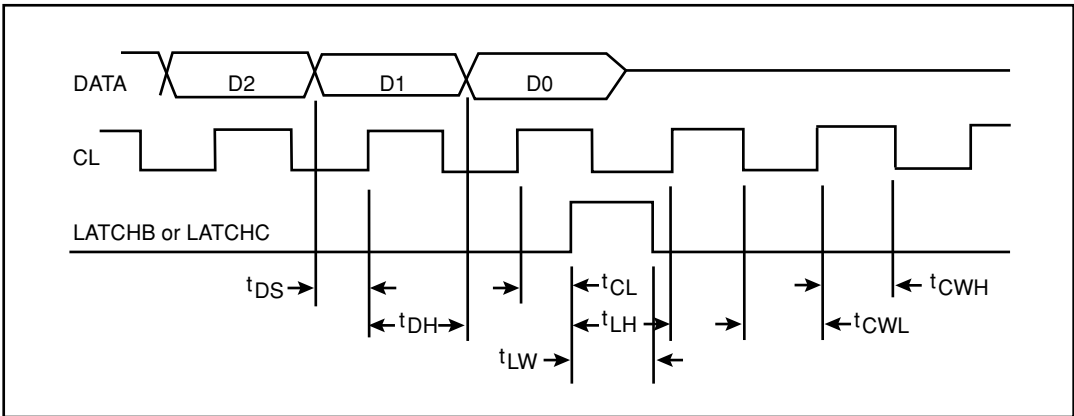 DATA D2 D1 D0
CL
LATCHB or LATCHC
tDS tCL tCWH
tDH tLH tCWL
tLW